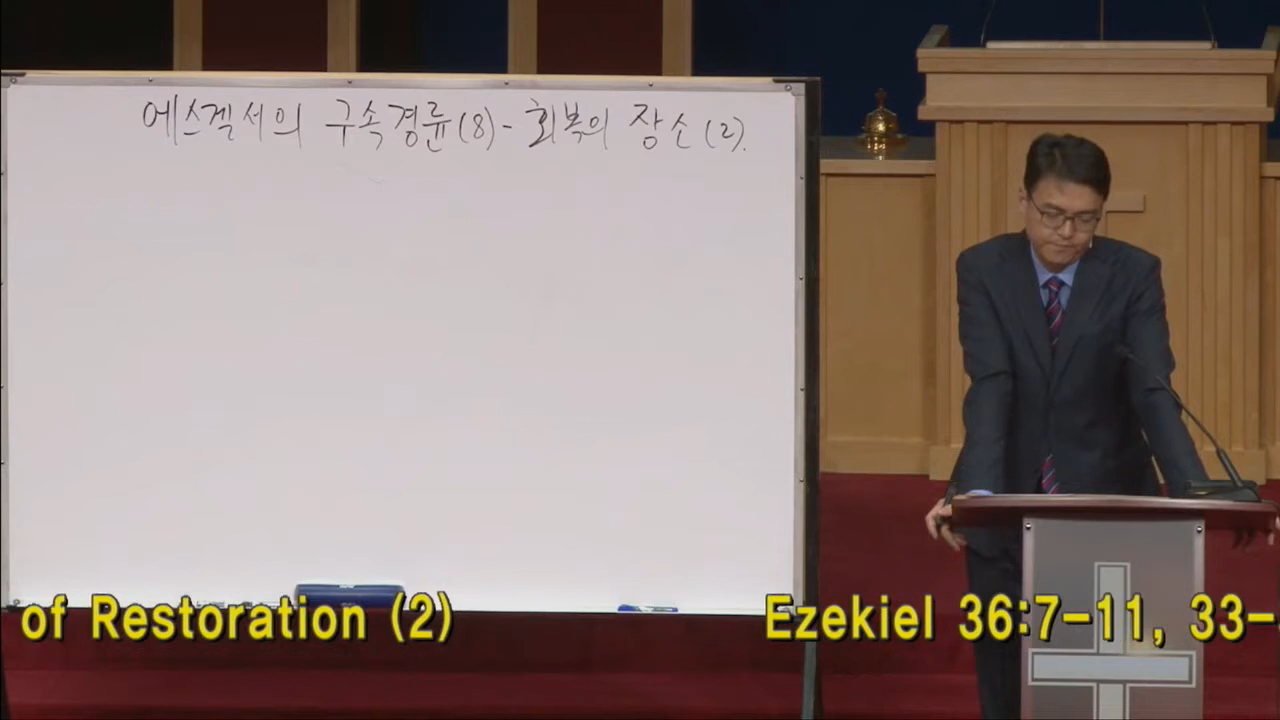 에스겔서의 구속경륜(8)-회복의 장소(2).
of Restoration (2) Ezekiel 36:7-11, 33-